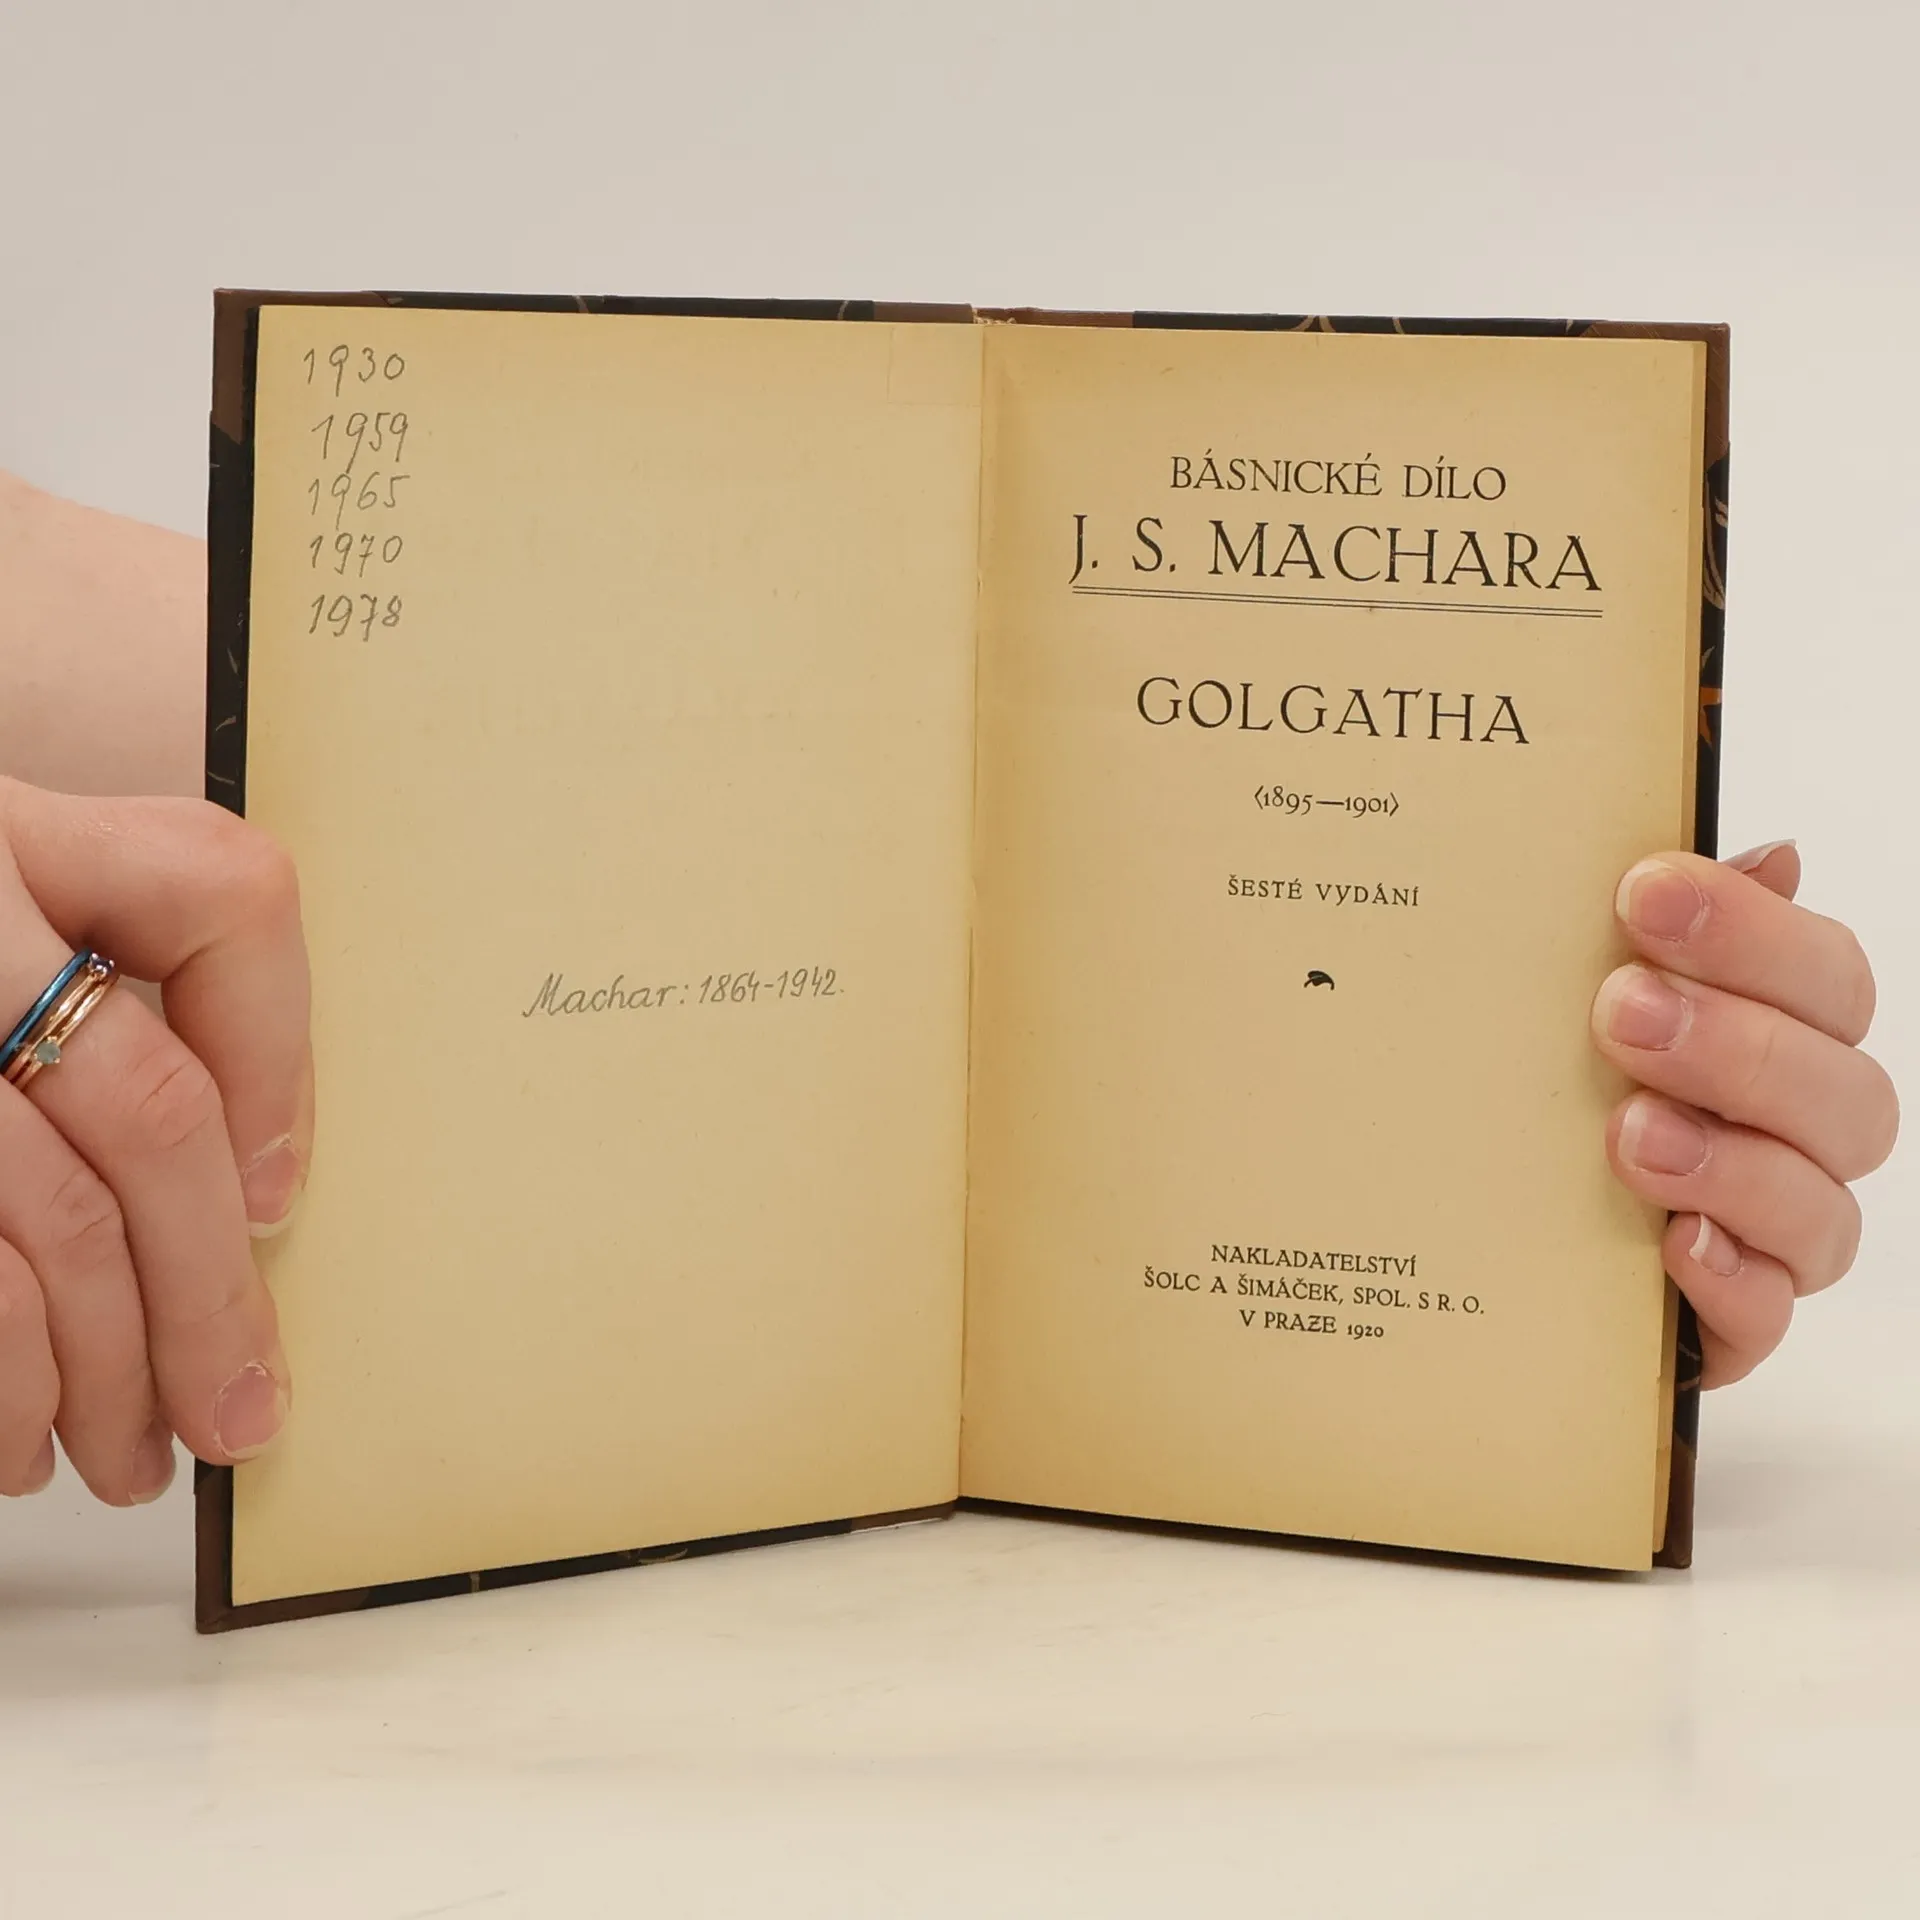 1930
1959
1965
1970
1978
Machar: 1864-1942.
BÁSNICKÉ DÍLO
J. S. MACHARA
GOLGATHA
⟨1895—1901⟩
ŠESTÉ VYDÁNÍ
NAKLADATELSTVÍ
ŠOLC A ŠIMÁČEK, SPOL. S R. O.
V PRAZE 1920